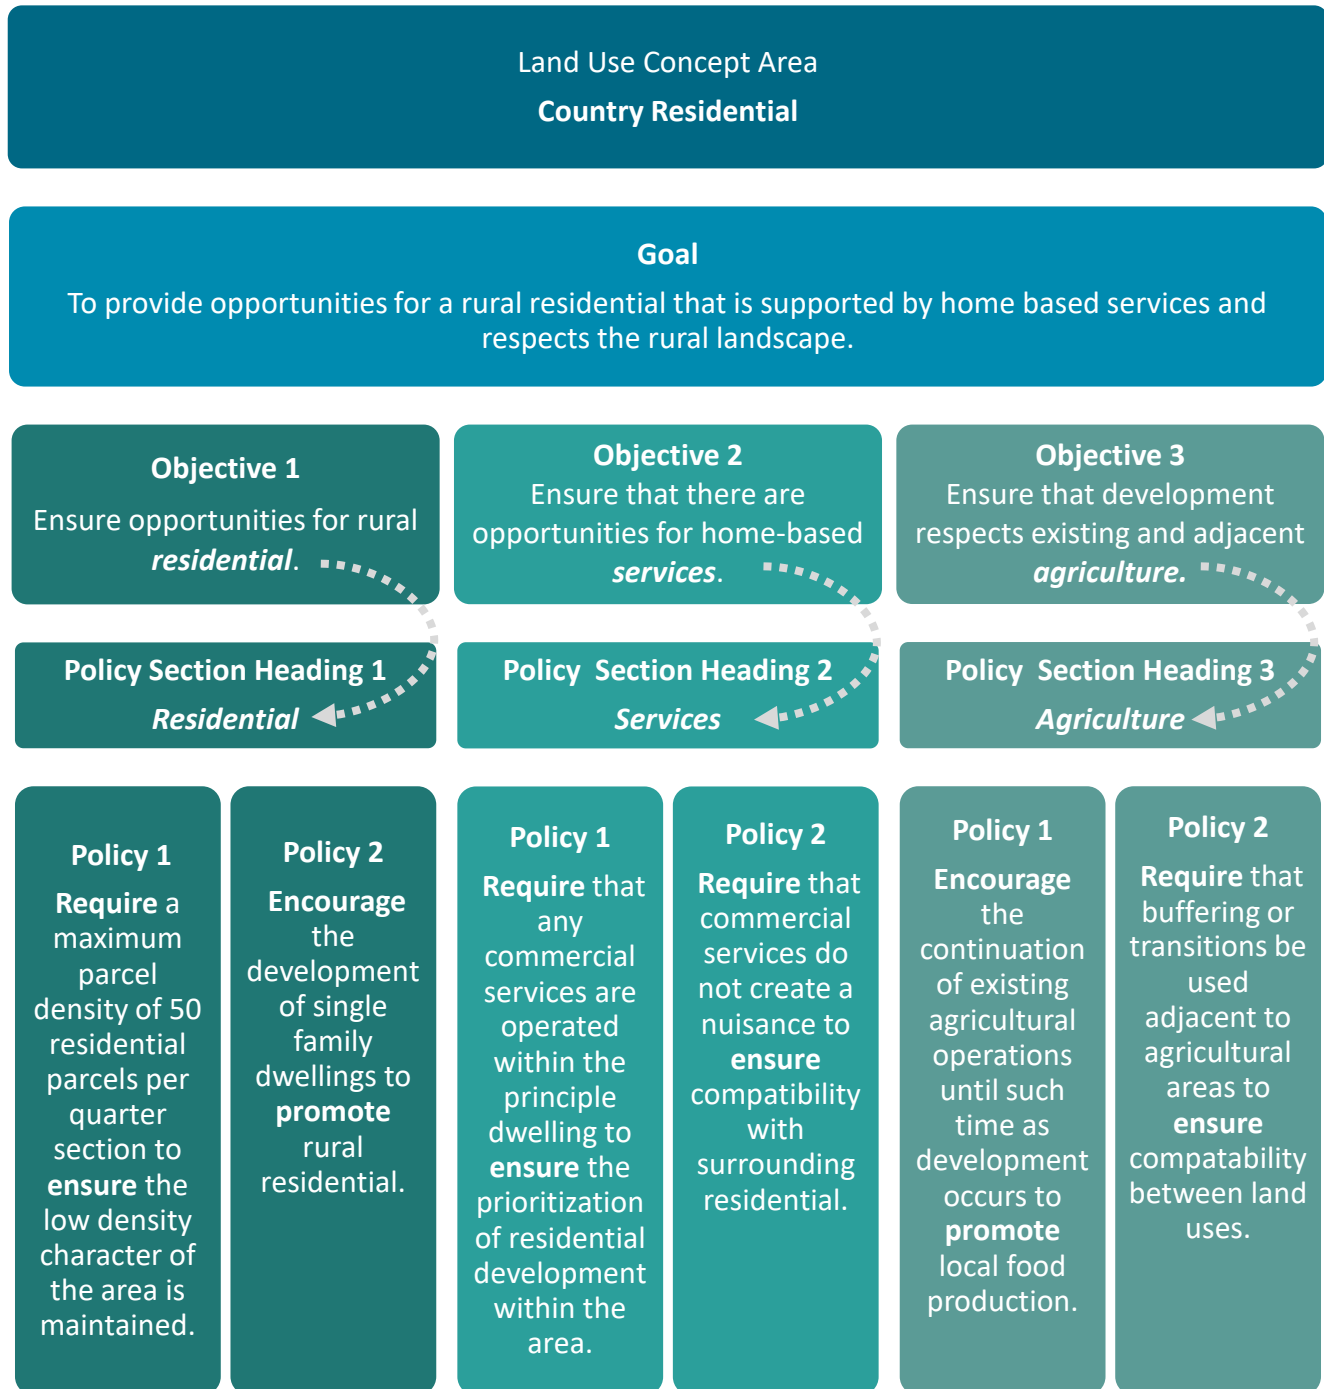 Land Use Concept Area
Country Residential
Goal
To provide opportunities for a rural residential that is supported by home based services and
respects the rural landscape.
Objective 1
Ensure opportunities for rural
residential.
Objective 2
Ensure that there are
opportunities for home-based
services.
Objective 3
Ensure that development
respects existing and adjacent
agriculture.
Policy Section Heading 1
Residential
Policy Section Heading 2
Services
Policy Section Heading 3
Agriculture
Policy 1
Require a
maximum
parcel
density of 50
residential
parcels per
quarter
section to
ensure the
low density
character of
the area is
maintained.
Policy 2
Encourage
the
development
of single
family
dwellings to
promote
rural
residential.
Policy 1
Require that
any
commercial
services are
operated
within the
principle
dwelling to
ensure the
prioritization
of residential
development
within the
area.
Policy 2
Require that
commercial
services do
not create a
nuisance to
ensure
compatibility
with
surrounding
residential.
Policy 1
Encourage
the
continuation
of existing
agricultural
operations
until such
time as
development
occurs to
promote
local food
production.
Policy 2
Require that
buffering or
transitions be
used
adjacent to
agricultural
areas to
ensure
compatability
between land
uses.